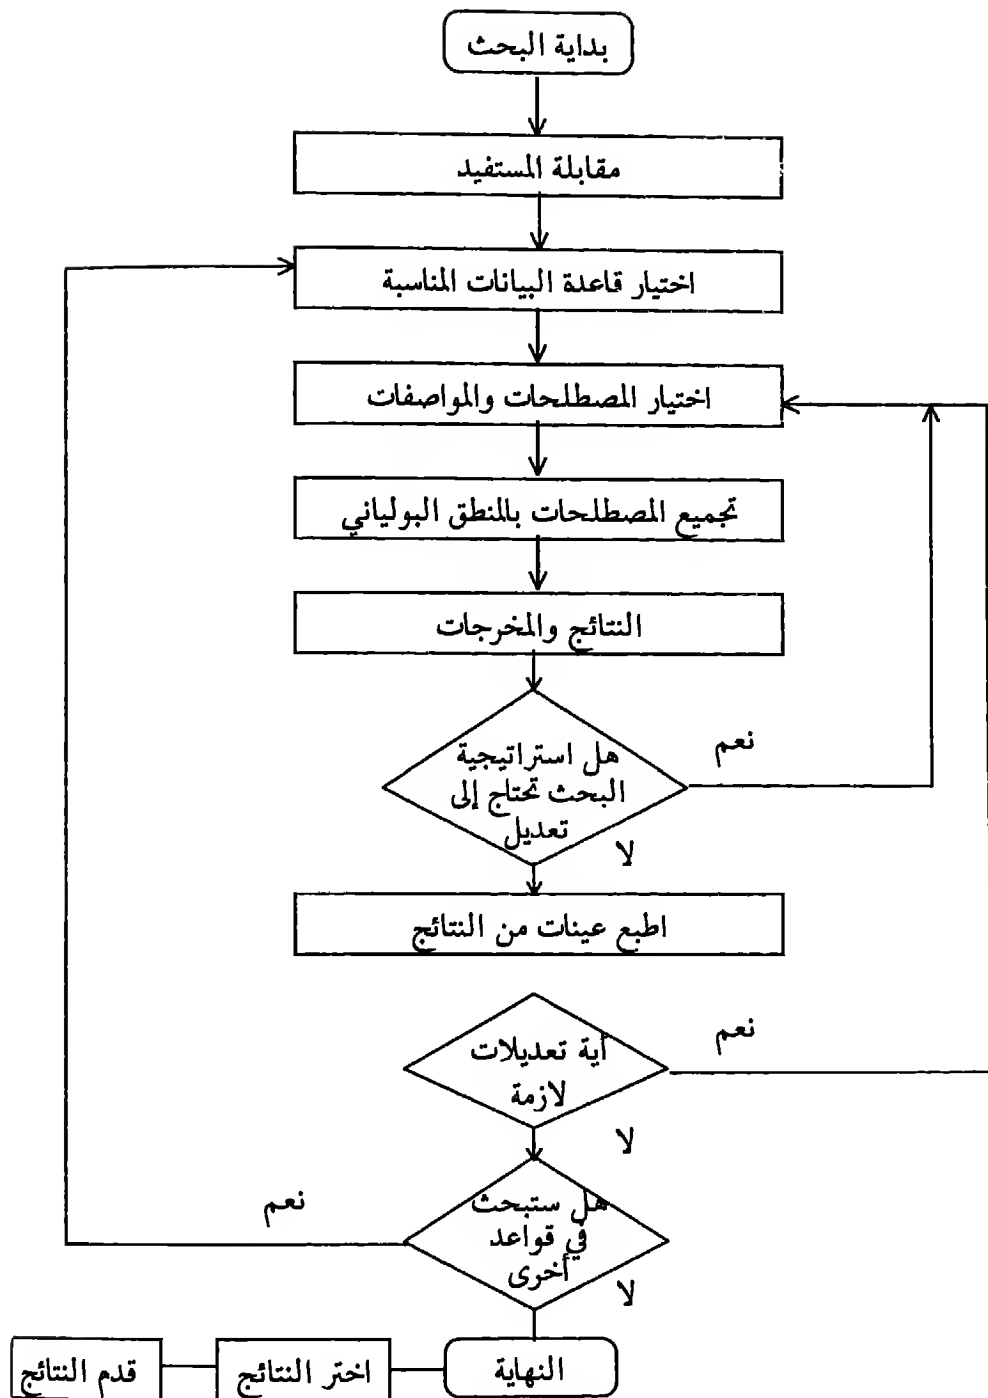 بداية البحث
مقابلة المستفيد
اختيار قاعدة البيانات المناسبة
اختيار المصطلحات والمواصفات
تجميع المصطلحات بالمنطق البولياني
النتائج والمخرجات
هل استراتيجية
البحث تحتاج إلى
تعديل
نعم
لا
اطبع عينات من النتائج
أية تعديلات
لازمة
نعم
لا
هل ستبحث
في قواعد
أخرى
نعم
لا
النهاية
اختر النتائج
قدم النتائج